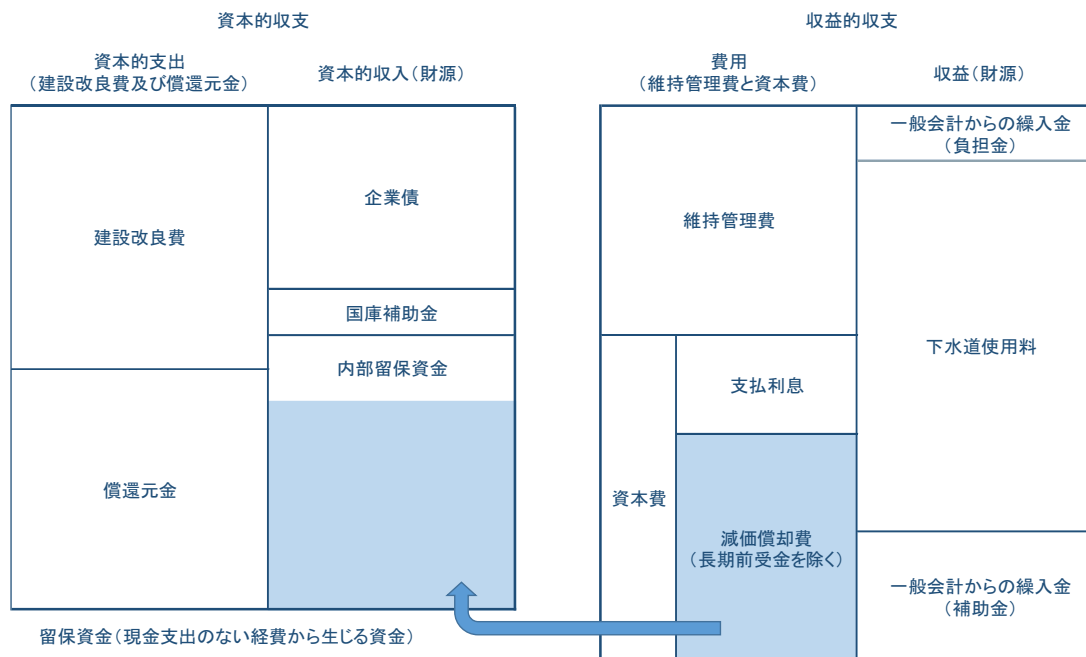 資本的収支
資本的支出
（建設改良費及び償還元金）
資本的収入（財源）
建設改良費
償還元金
企業債
国庫補助金
内部留保資金
留保資金（現金支出のない経費から生じる資金）
収益的収支
費用
（維持管理費と資本費）
収益（財源）
維持管理費
資本費
支払利息
減価償却費
（長期前受金を除く）
一般会計からの繰入金
（負担金）
下水道使用料
一般会計からの繰入金
（補助金）